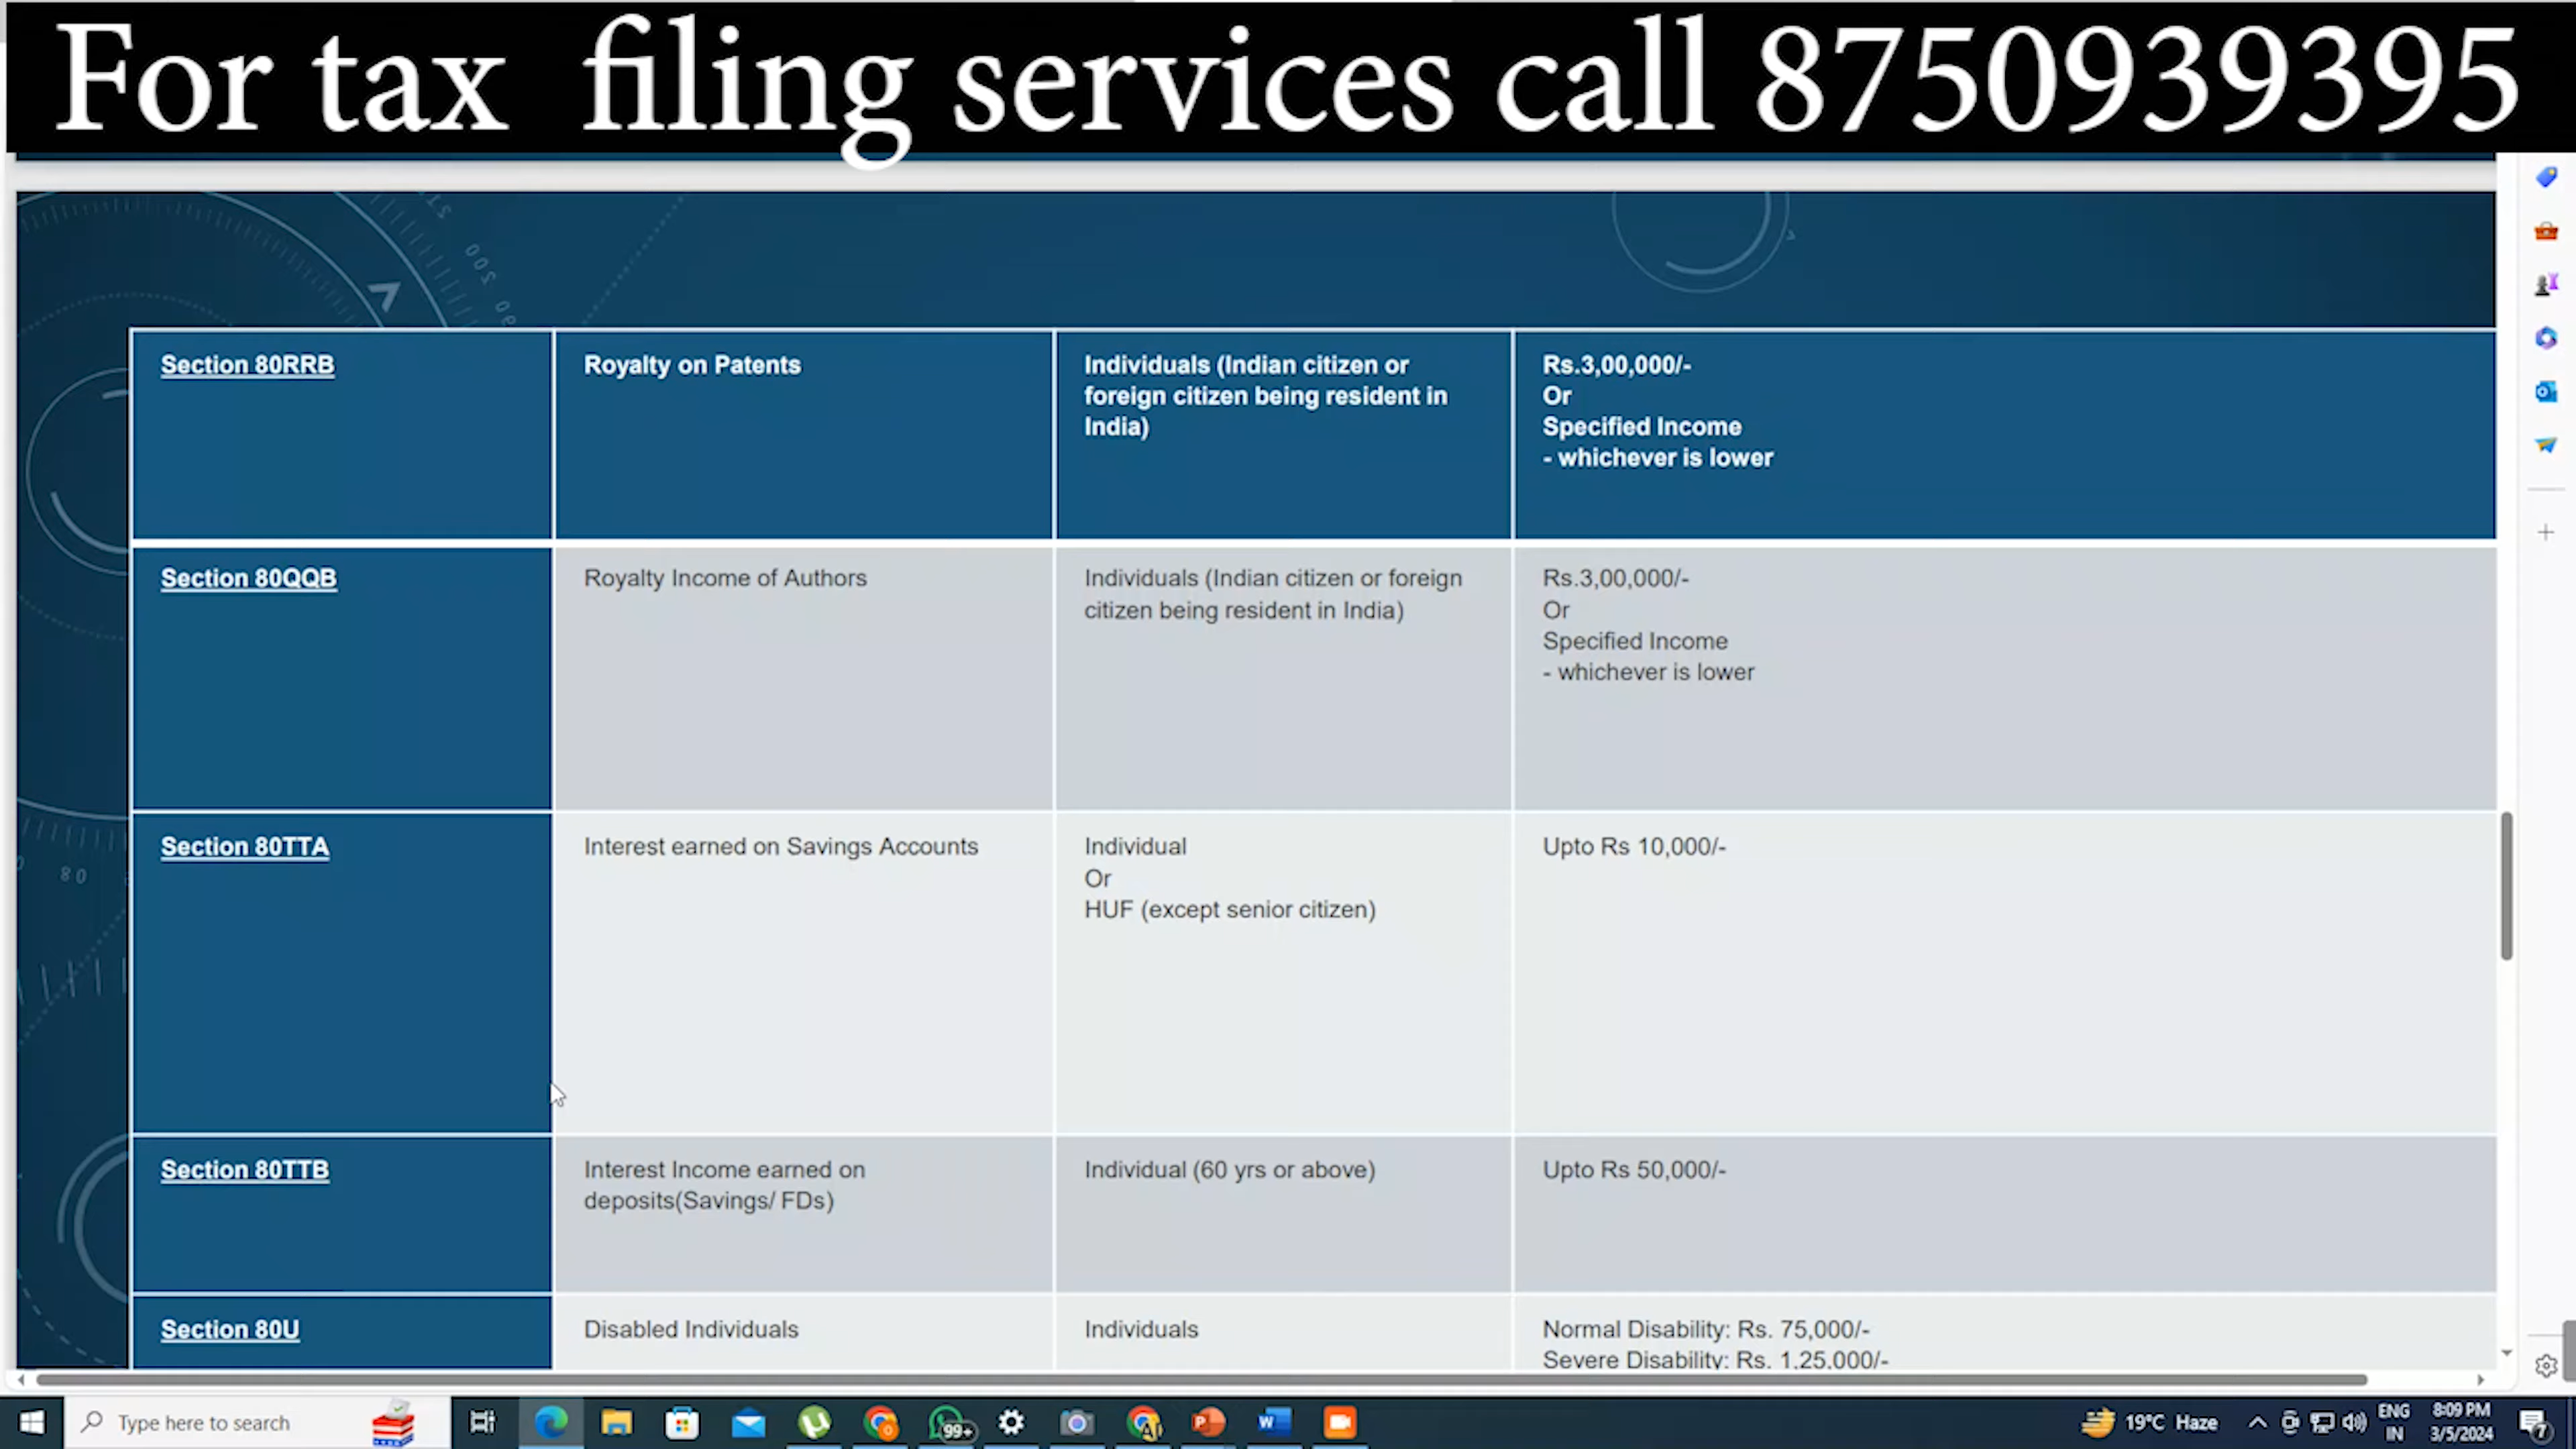 For tax filing services call 8750939395
Section 80RRB
Royalty on Patents
Individuals (Indian citizen or
foreign citizen being resident in
India)
Rs.3,00,000/-
Or
Specified Income
- whichever is lower
Section 80QQB
Royalty Income of Authors
Individuals (Indian citizen or foreign
citizen being resident in India)
Rs.3,00,000/-
Or
Specified Income
- whichever is lower
Section 80TTA
Interest earned on Savings Accounts
Individual
Or
HUF (except senior citizen)
Upto Rs 10,000/-
Section 80TTB
Interest Income earned on
deposits(Savings/ FDs)
Individual (60 yrs or above)
Upto Rs 50,000/-
Section 80U
Disabled Individuals
Individuals
Normal Disability: Rs. 75,000/-
Severe Disability: Rs. 1,25,000/-
200
80
Type here to search
99+
19°C Haze
ENG
IN
8:09 PM
3/5/2024
7